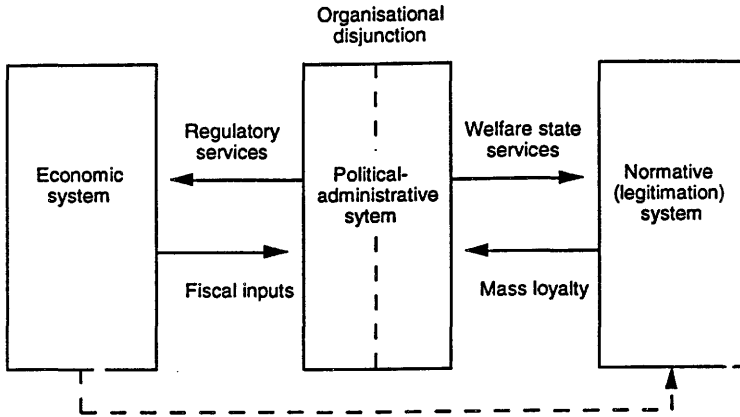 Organisational
disjunction
Regulatory
services
Welfare state
services
Economic
system
Political-
administrative
sytem
Normative
(legitimation)
system
Fiscal inputs
Mass loyalty